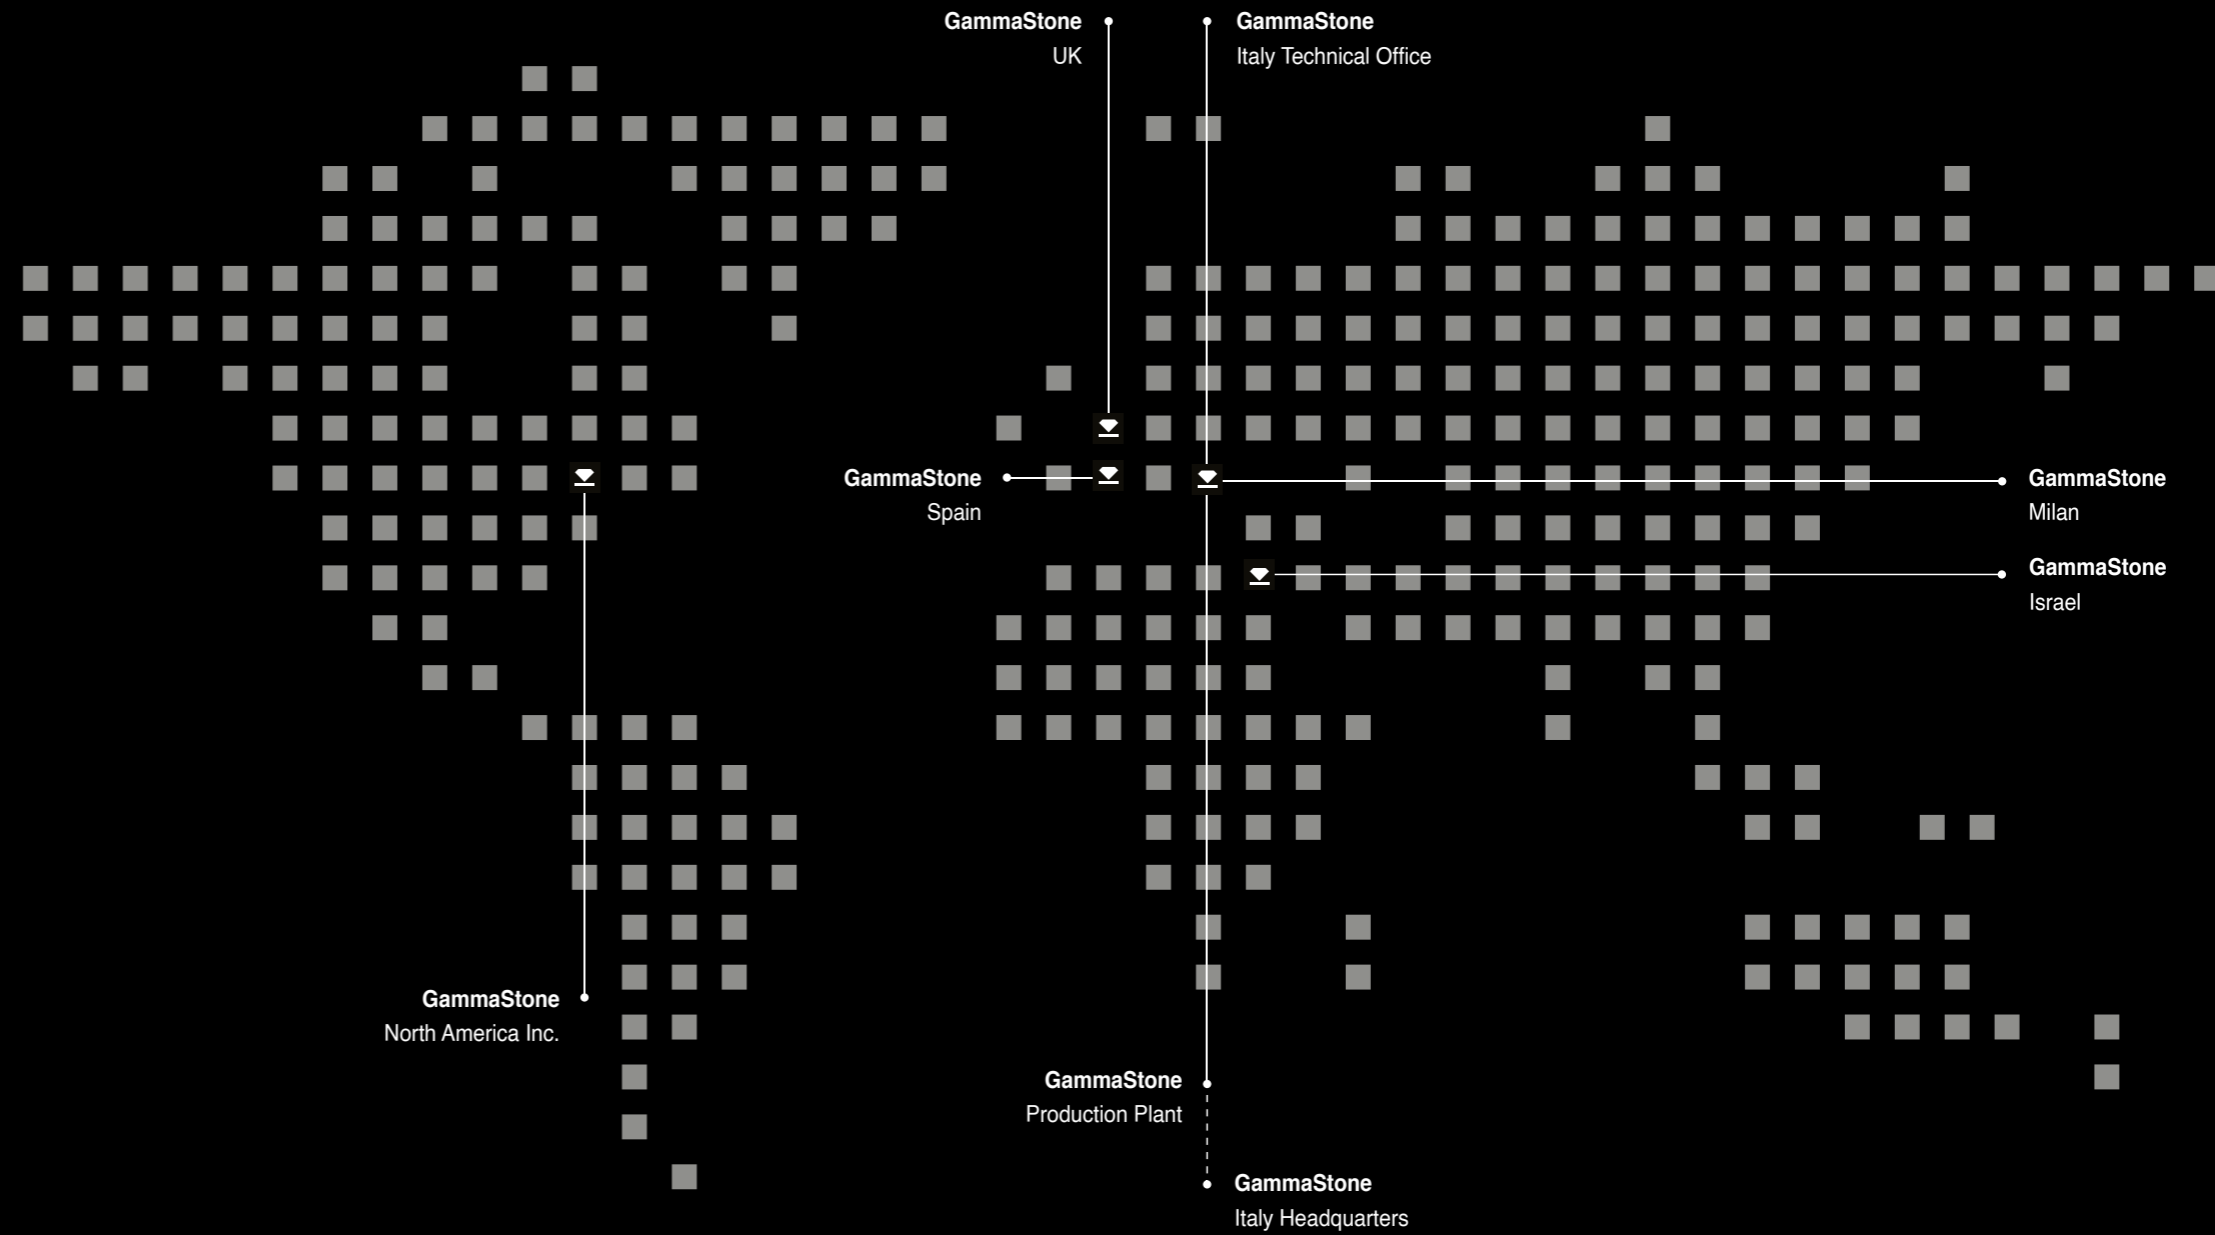 GammaStone
UK
GammaStone
Italy Technical Office
GammaStone
Spain
GammaStone
Milan
GammaStone
Israel
GammaStone
North America Inc.
GammaStone
Production Plant
GammaStone
Italy Headquarters